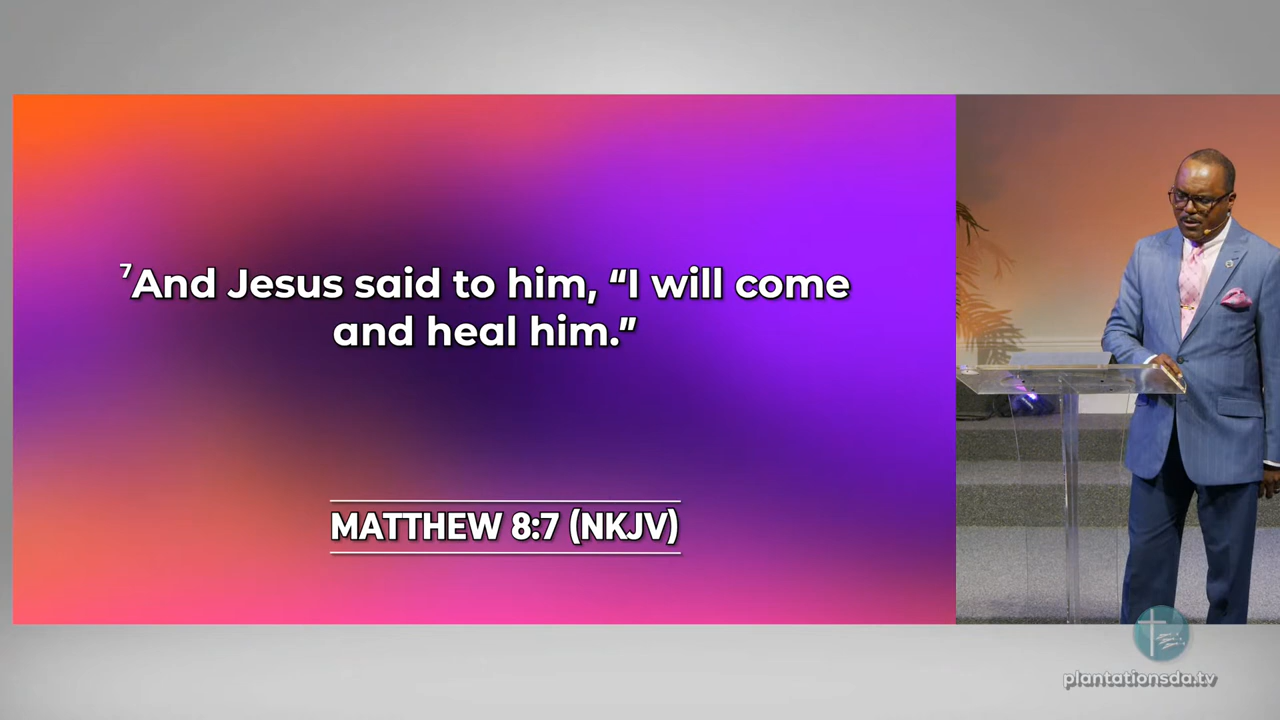 ⁷And Jesus said to him, “I will come
and heal him.”
MATTHEW 8:7 (NKJV)
plantationsda.tv